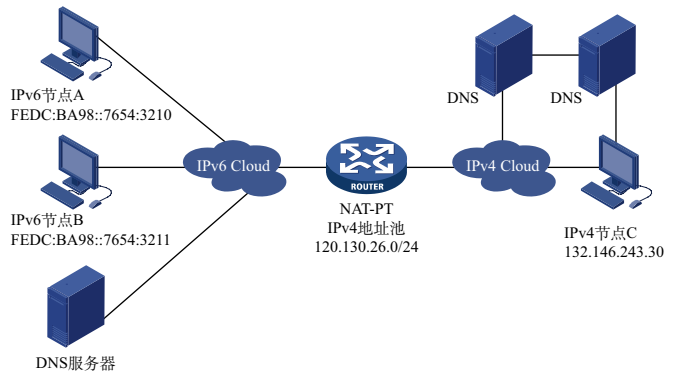 IPv6节点A
FEDC:BA98::7654:3210
IPv6节点B
FEDC:BA98::7654:3211
DNS服务器
IPv6 Cloud
ROUTER
NAT-PT
IPv4地址池
120.130.26.0/24
IPv4 Cloud
DNS
DNS
IPv4节点C
132.146.243.30